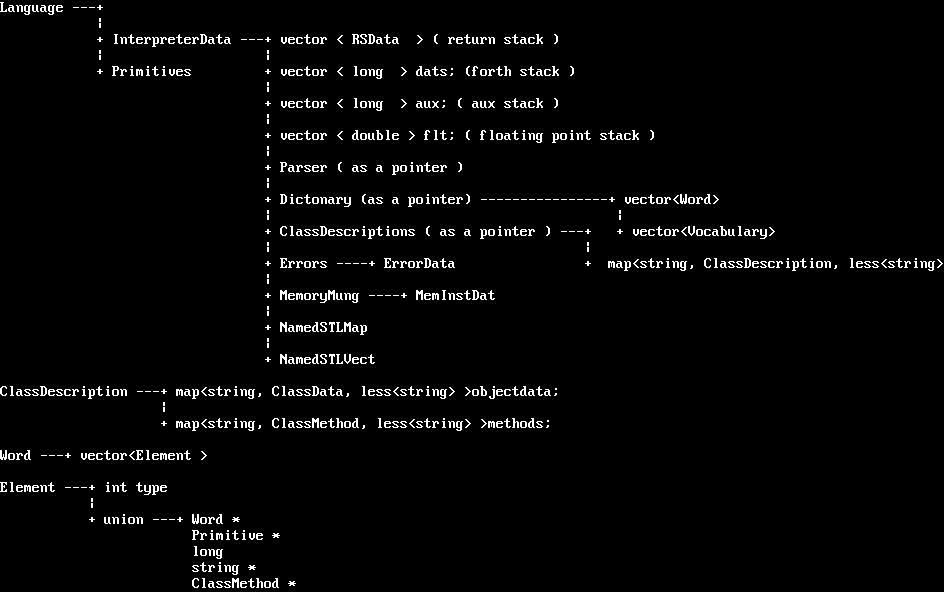 Language ---+
¦
+ InterpreterData ---+ vector < RSData  > ( return stack )
¦ ¦
+ Primitives + vector < long  > dats; (forth stack )
¦
+ vector < long  > aux; ( aux stack )
¦
+ vector < double > flt; ( floating point stack )
¦
+ Parser ( as a pointer )
¦
+ Dictonary (as a pointer) ----------------+ vector<Word>
¦ ¦
+ ClassDescriptions ( as a pointer ) ---+ + vector<Vocabulary>
¦ ¦
+ Errors ----+ ErrorData + map<string, ClassDescription, less<string>
¦
+ MemoryMung ----+ MemInstDat
¦
+ NamedSTLMap
¦
+ NamedSTLVect
ClassDescription ---+ map<string, ClassData, less<string> >objectdata;
¦
+ map<string, ClassMethod, less<string> >methods;
Word ---+ vector<Element >
Element ---+ int type
¦
+ union ---+ Word *
Primitive *
long
string *
ClassMethod *